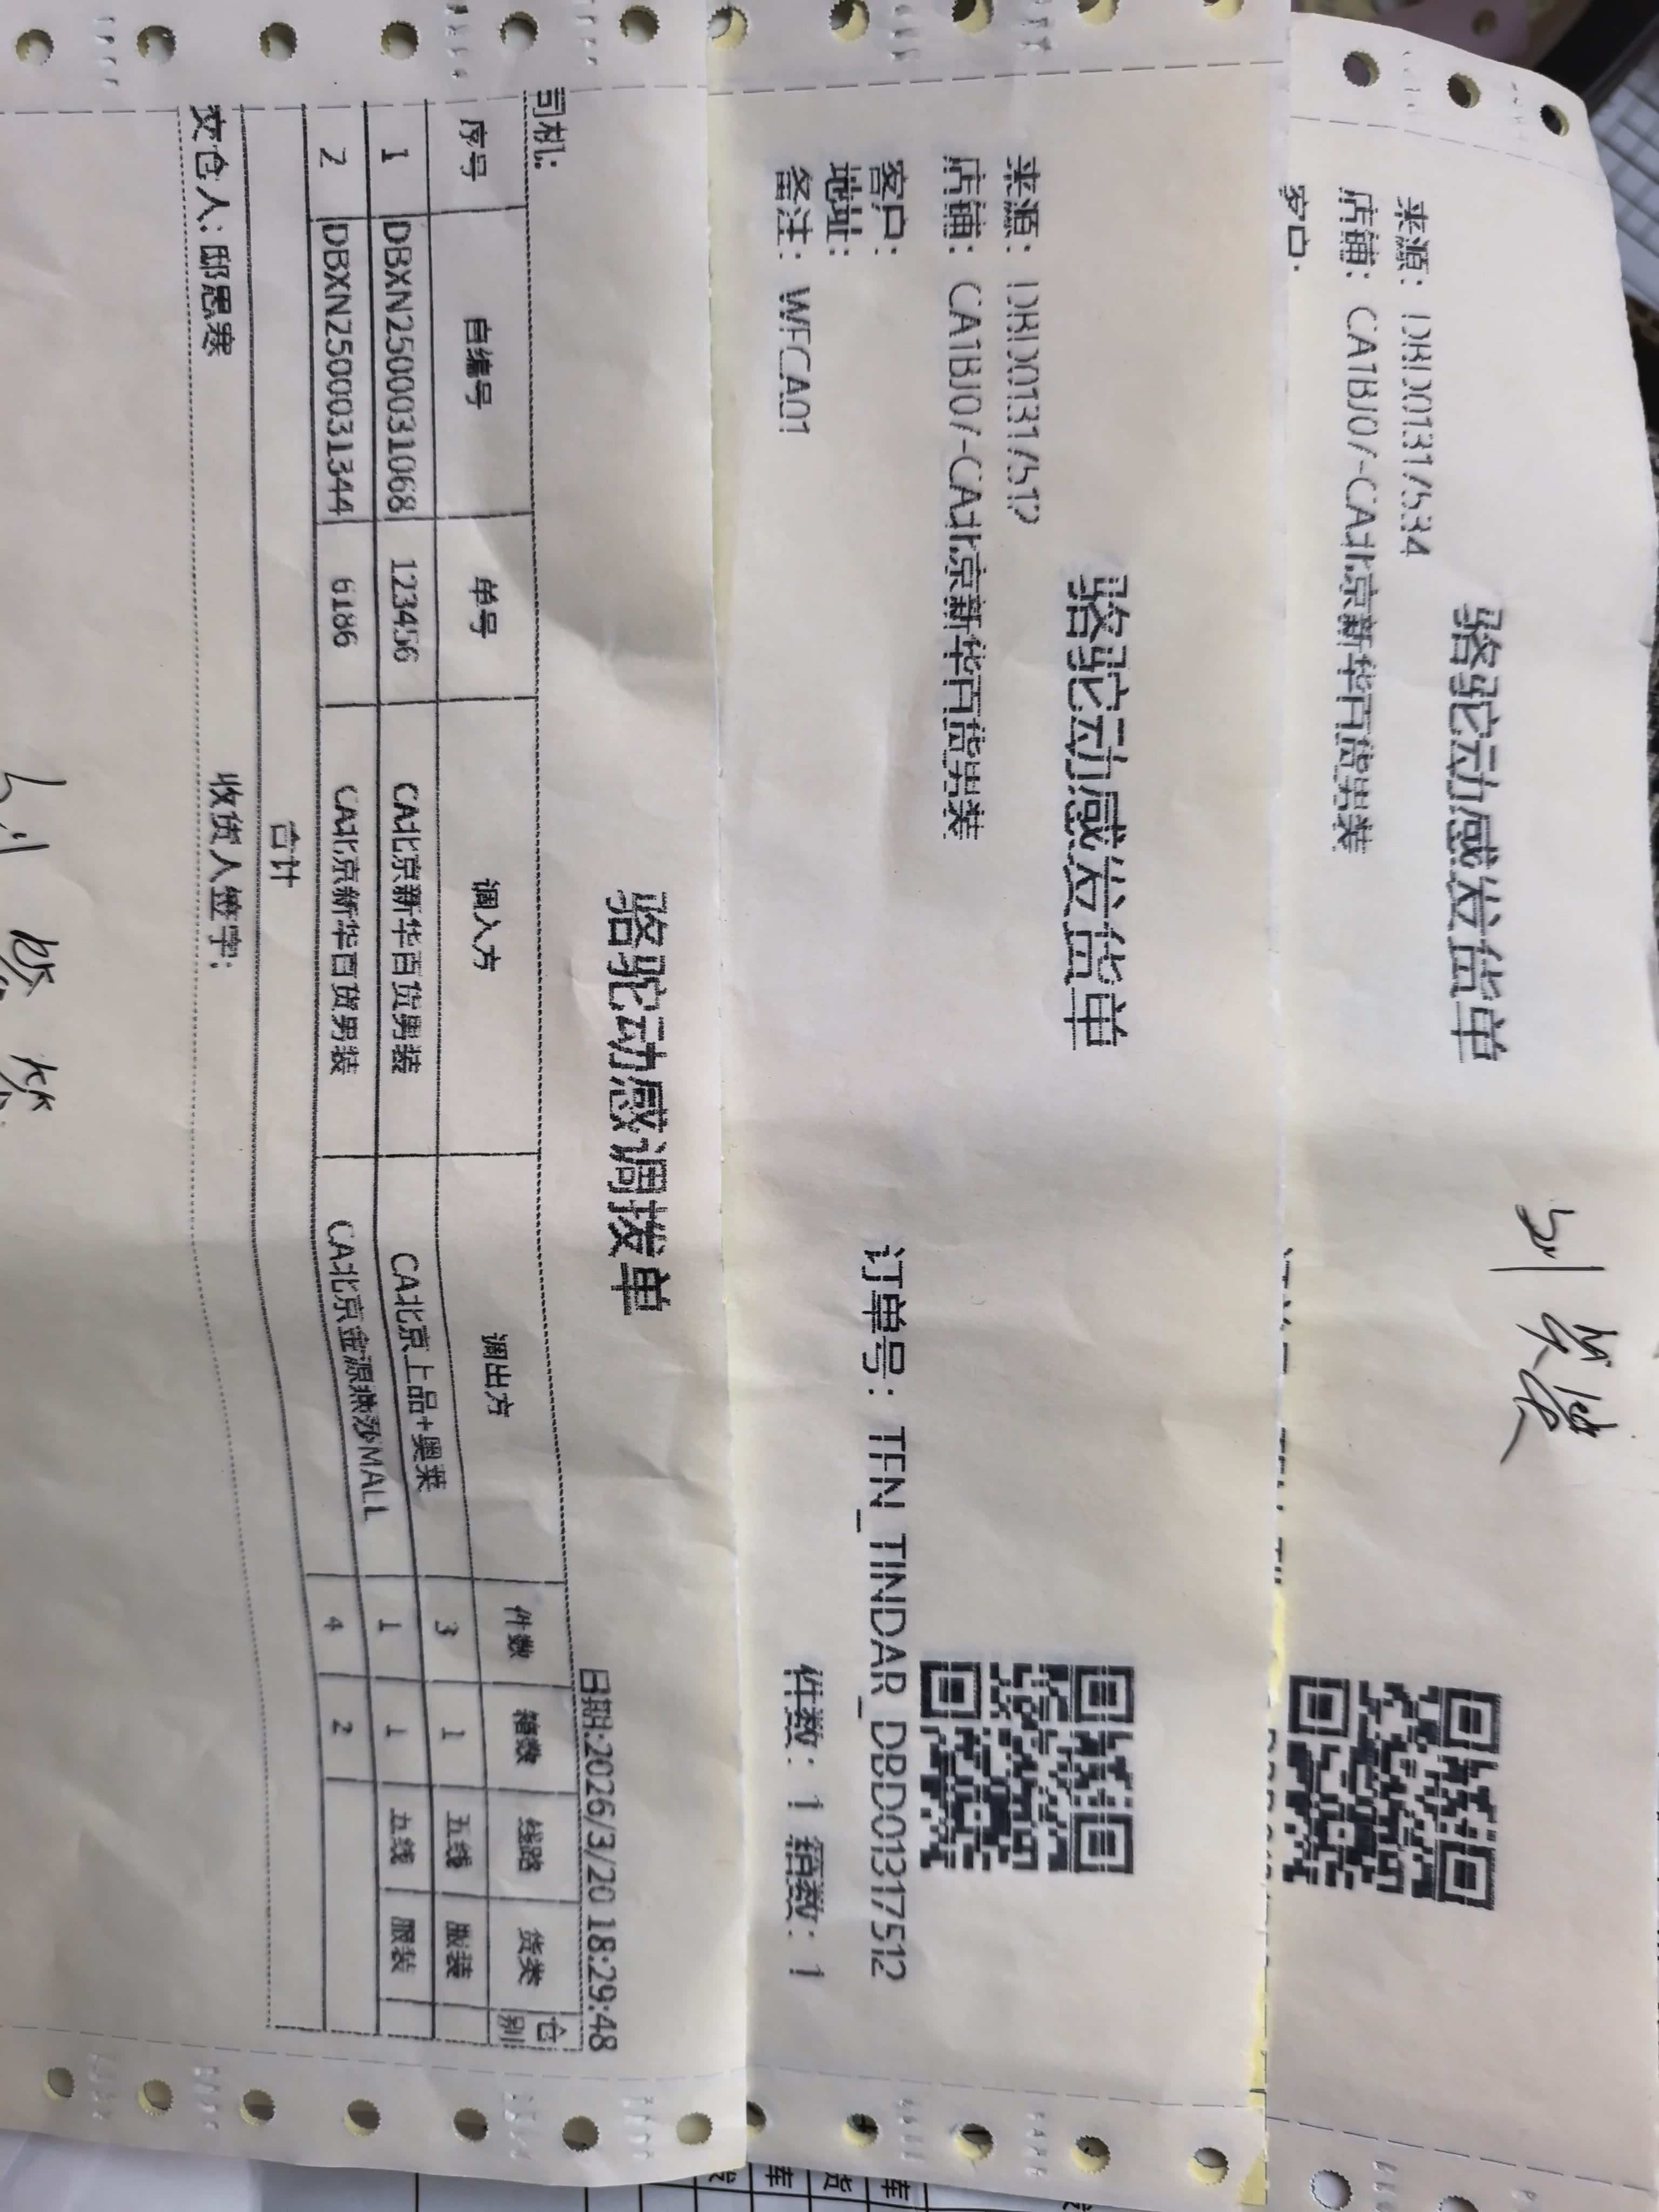 骆驼动感发货单
来源：DBD01317534
店铺：CA1BJ07-CA北京新华百货男装
客户：
骆驼动感发货单
来源：DBD01317512
店铺：CA1BJ07-CA北京新华百货男装
客户：
订单号：TFN_TINDAR_DBD01317512
地址：
备注：WFCA01
件数：1 箱数：1
骆驼动感调拨单
司机：
日期:2026/3/20 18:29:48
序号 自编号 单号 调入方 调出方 件数 箱数 线路 货类 仓别
1 DBXN2500031068 123456 CA北京新华百货男装 CA北京上品+奥莱 3 1 五线 服装
2 DBXN2500031344 6186 CA北京新华百货男装 CA北京金源燕莎MALL 1 1 五线 服装
合计 4 2
交仓人：邸思寒 收货人签字：